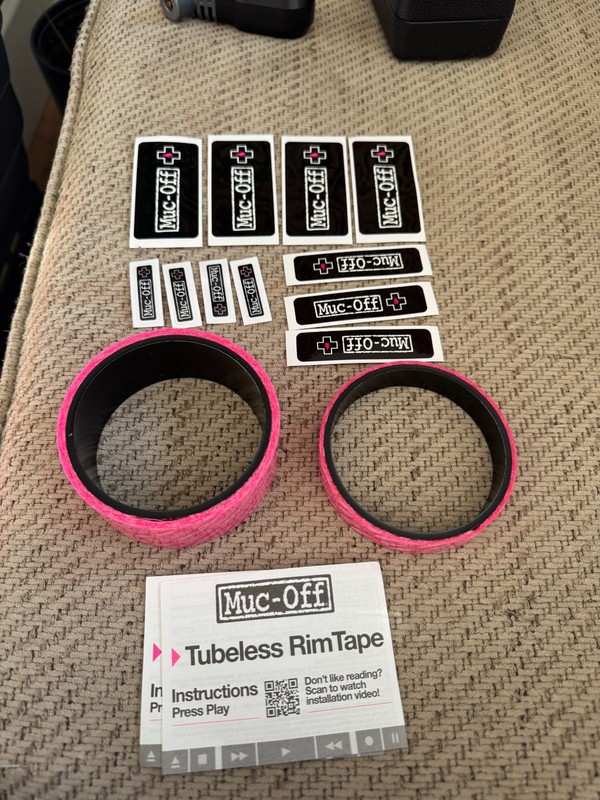 Muc-Off
Muc-Off
Muc-Off
Muc-Off
Muc-Off
Muc-Off
Muc-Off
Muc-Off
Muc-Off
Muc-Off
Muc-Off
Muc-Off
Tubeless RimTape
In
Instructions
Press Play
Don't like reading?
Scan to watch
installation video!